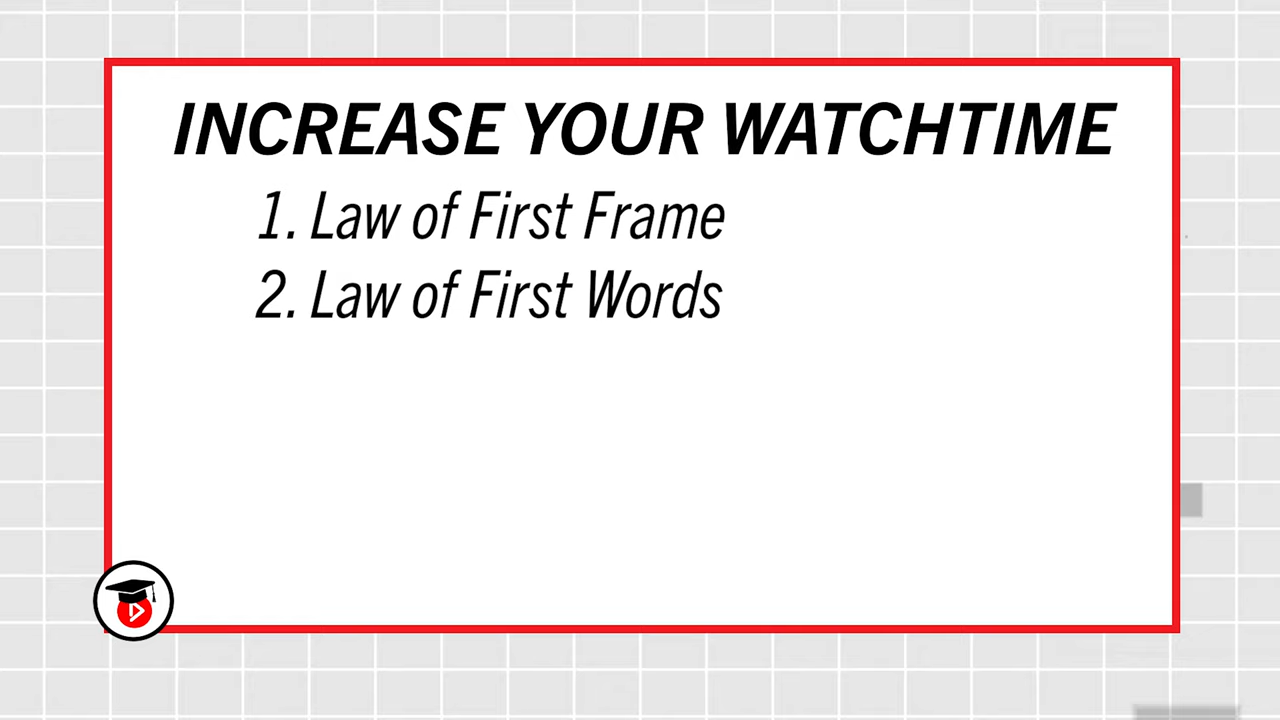 INCREASE YOUR WATCHTIME
1. Law of First Frame
2. Law of First Words